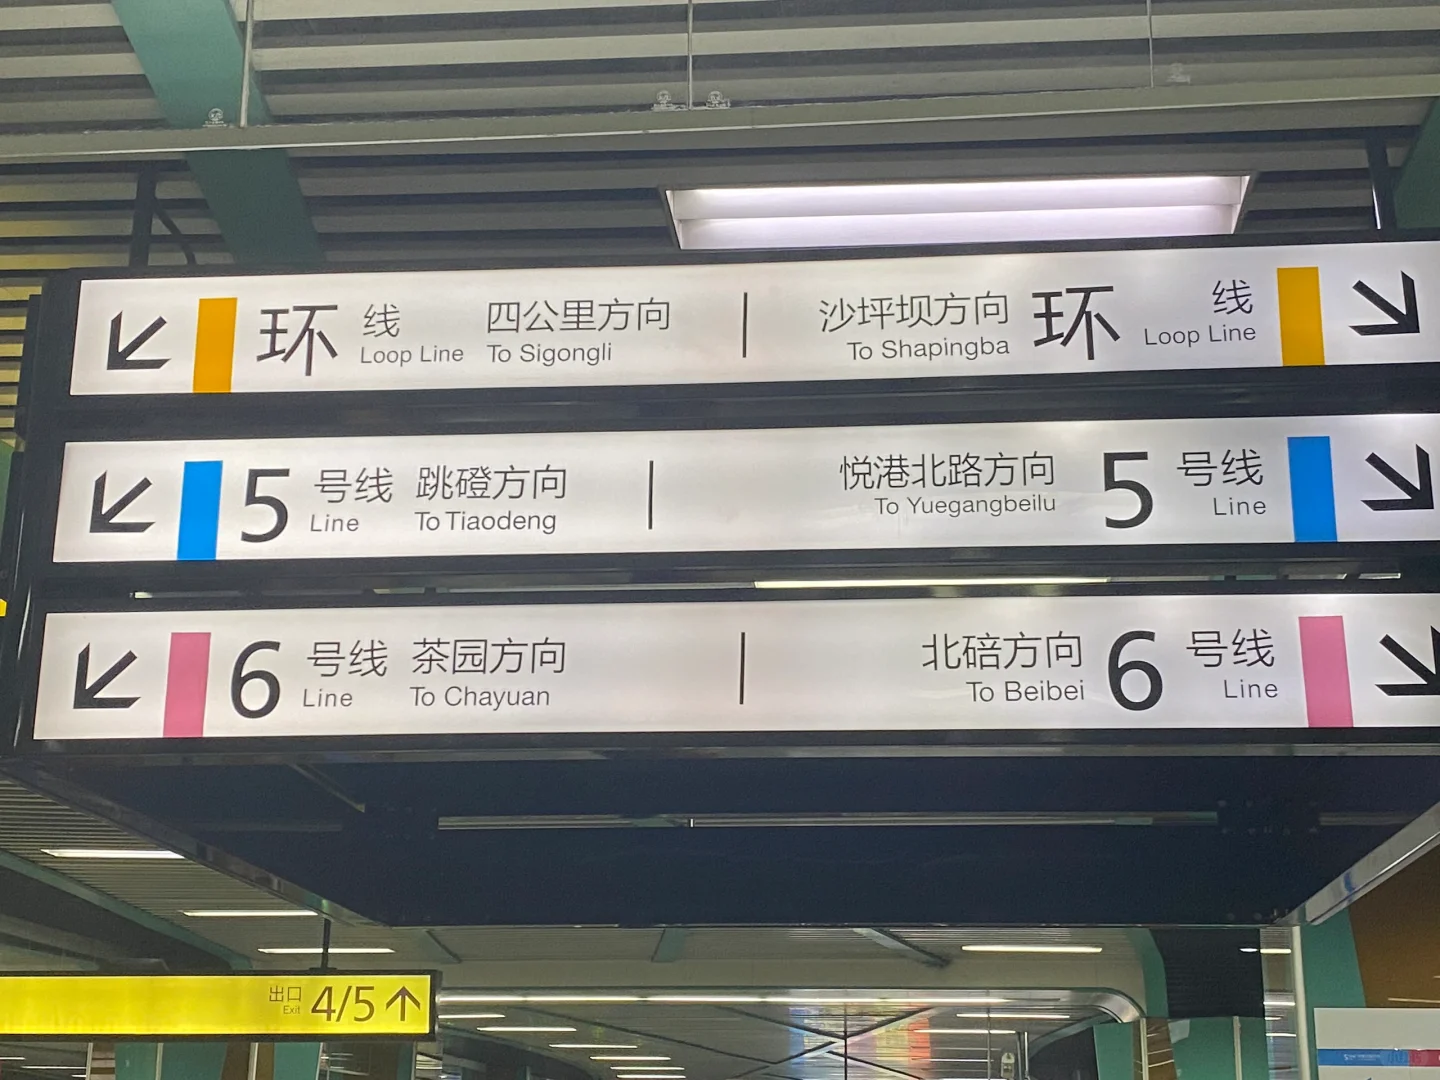 环 线 四公里方向 沙坪坝方向 环 线
Loop Line To Sigongli To Shapingba Loop Line
5 号线 跳磴方向 悦港北路方向 5 号线
Line To Tiaodeng To Yuegangbeilu Line
6 号线 茶园方向 北碚方向 6 号线
Line To Chayuan To Beibei Line
出口 4/5
Exit